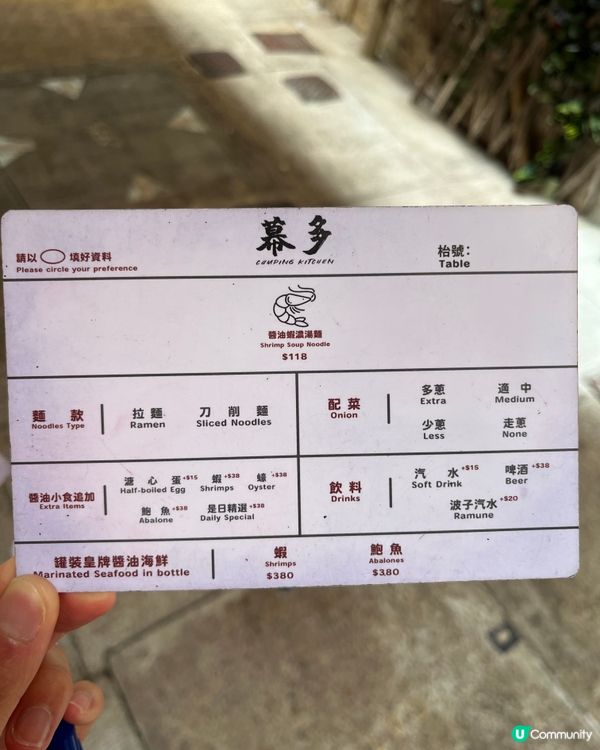 幕多
CAMPING KITCHEN
請以 填好資料
Please circle your preference
枱號:
Table
醬油蝦濃湯麵
Shrimp Soup Noodle
$118
麵款
Noodles Type
拉麵
Ramen
刀削麵
Sliced Noodles
配菜
Onion
多蔥
Extra
適中
Medium
少蔥
Less
走蔥
None
醬油小食追加
Extra Items
溏心蛋+$15
Half-boiled Egg
蝦+$38
Shrimps
蠔+$38
Oyster
鮑魚+$38
Abalone
是日精選+$38
Daily Special
飲料
Drinks
汽水+$15
Soft Drink
啤酒+$38
Beer
波子汽水+$20
Ramune
罐裝皇牌醬油海鮮
Marinated Seafood in bottle
蝦
Shrimps
$380
鮑魚
Abalones
$380
U Community